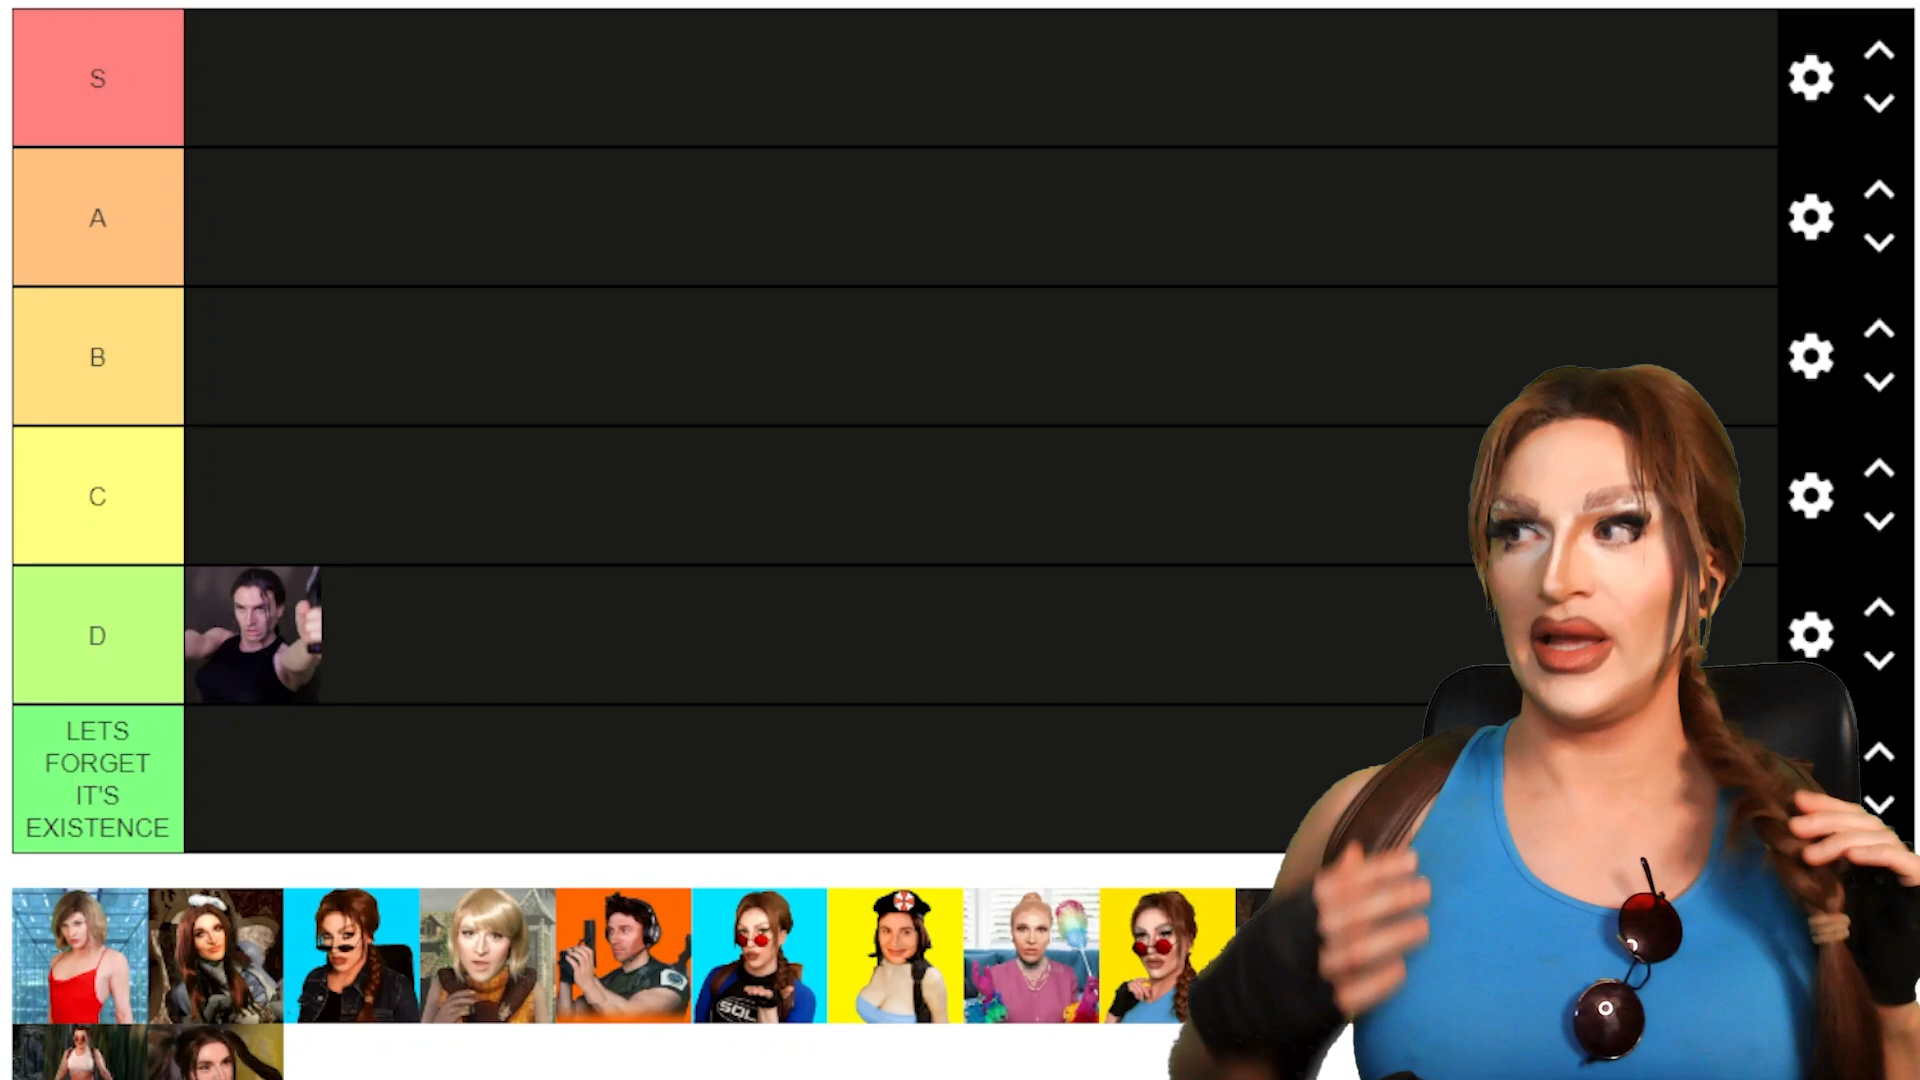 S
A
B
C
D
LETS
FORGET
IT'S
EXISTENCE
SOL